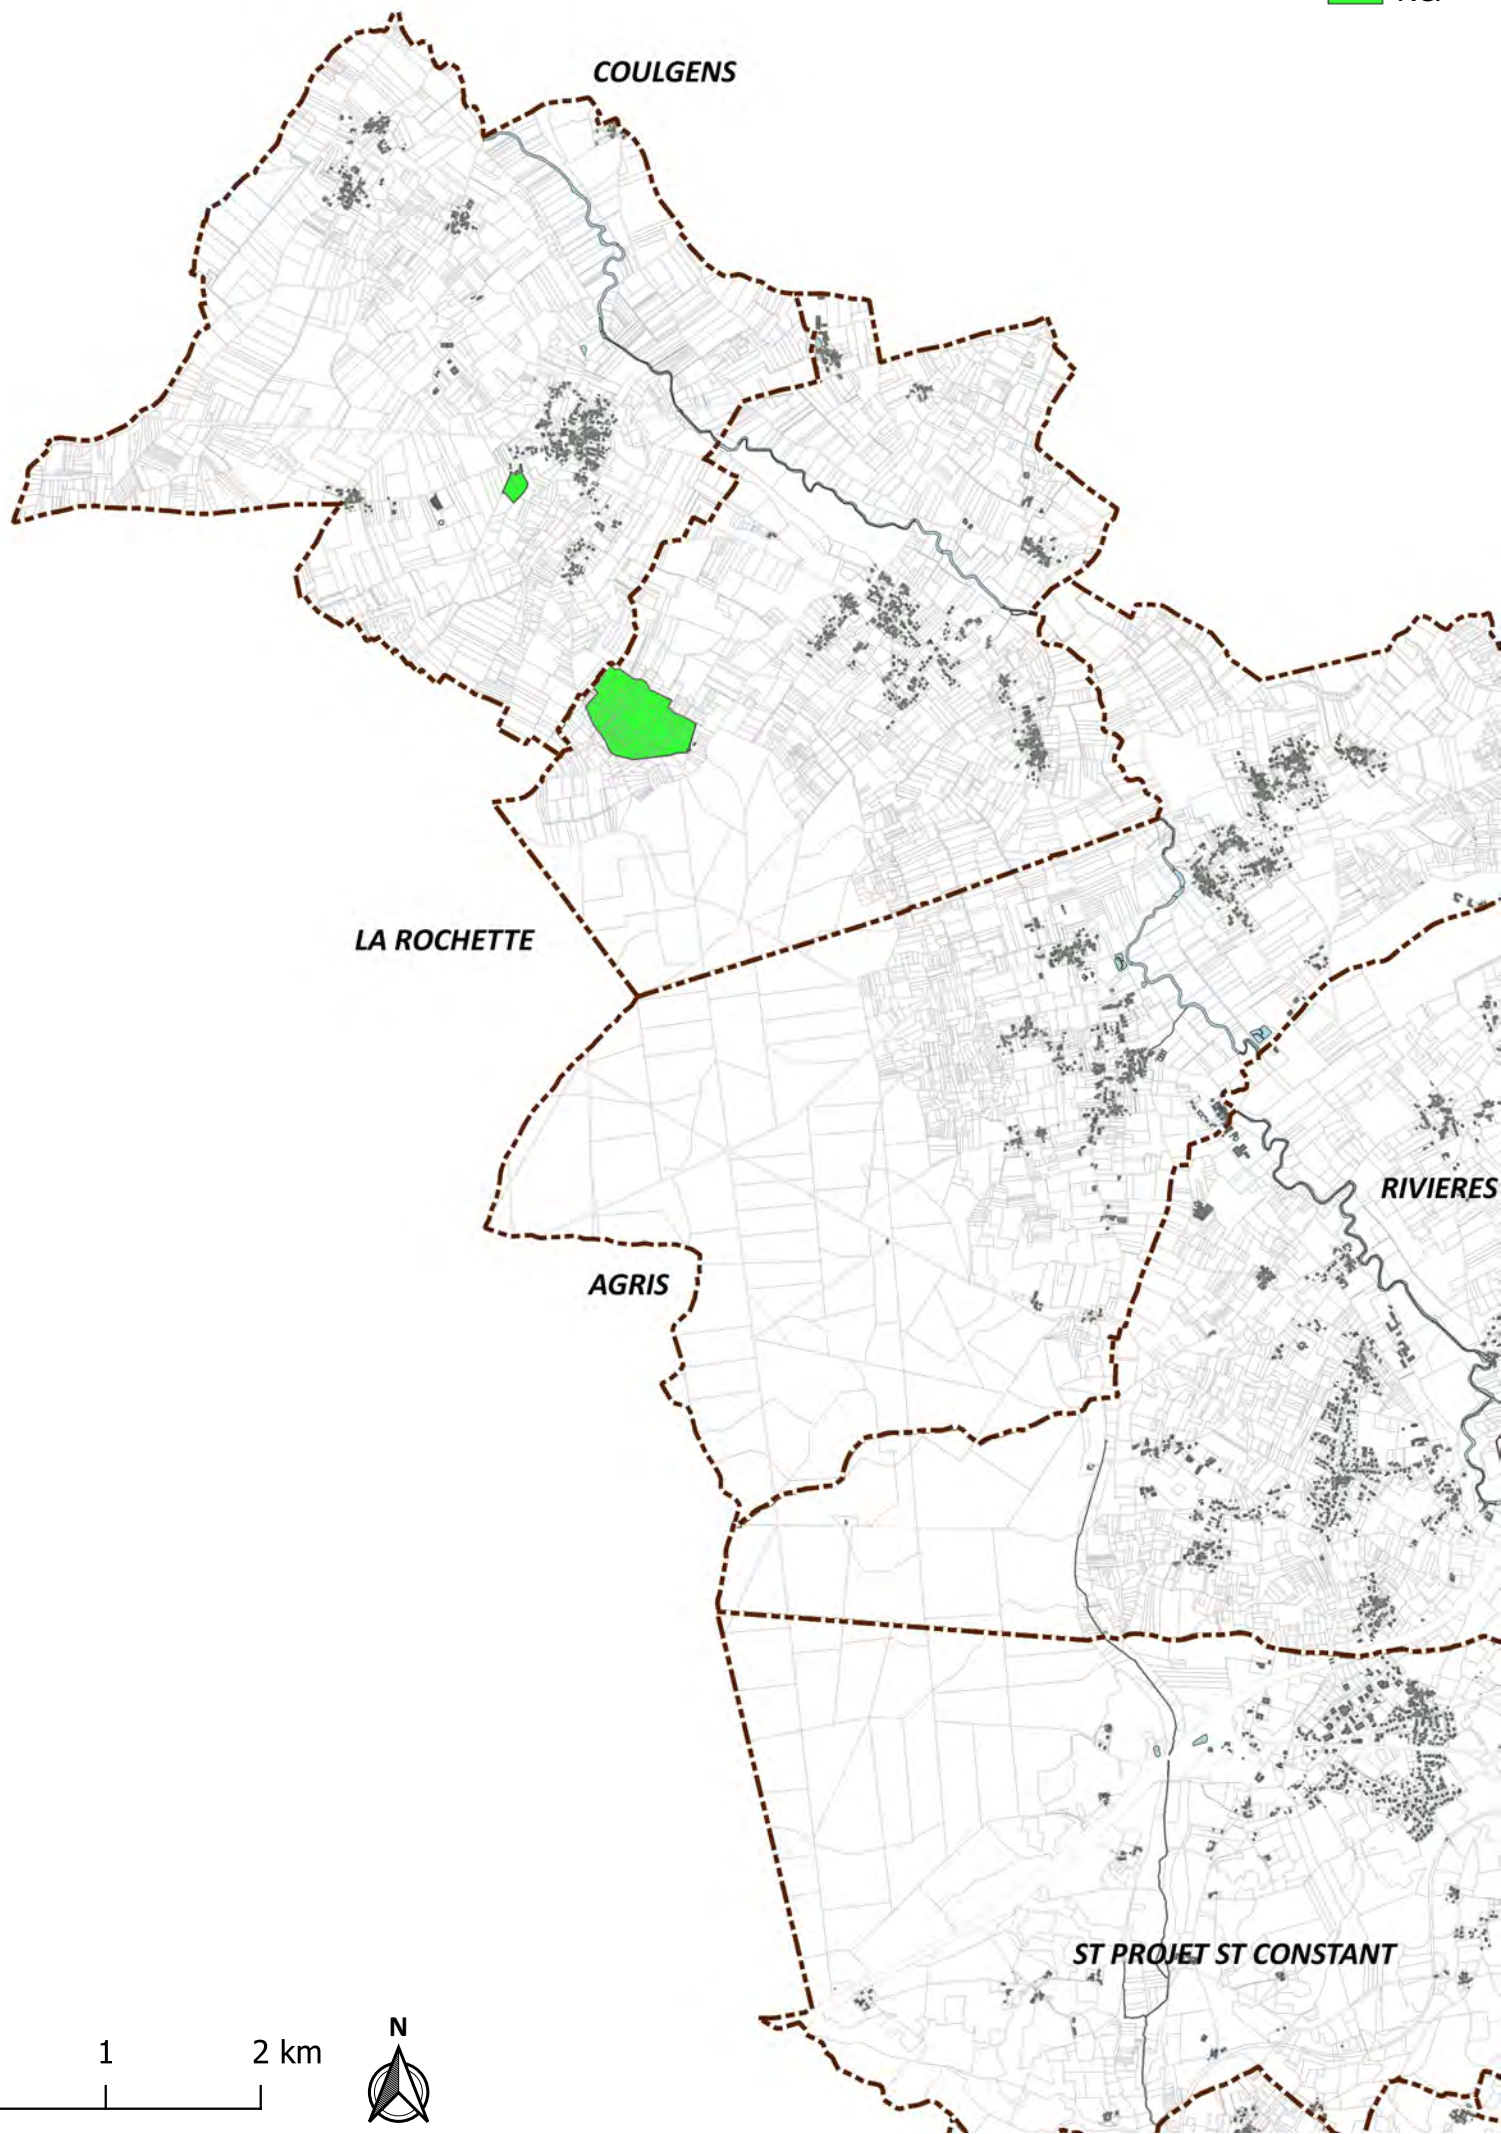 COULGENS
LA ROCHETTE
RIVIERES
AGRIS
ST PROJET ST CONSTANT
N
1 2 km